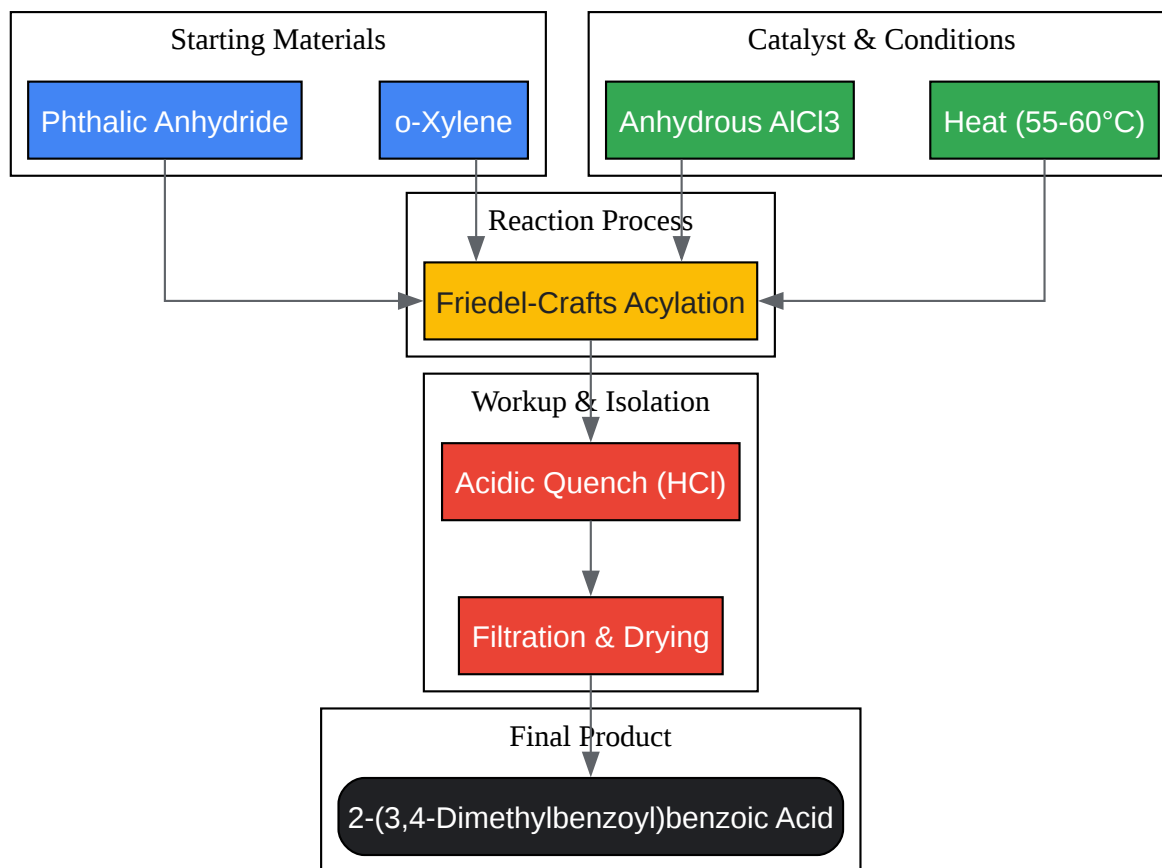 Starting Materials
Catalyst & Conditions
Phthalic Anhydride
o-Xylene
Anhydrous AlCl3
Heat (55-60°C)
Reaction Process
Friedel-Crafts Acylation
Workup & Isolation
Acidic Quench (HCl)
Filtration & Drying
Final Product
2-(3,4-Dimethylbenzoyl)benzoic Acid